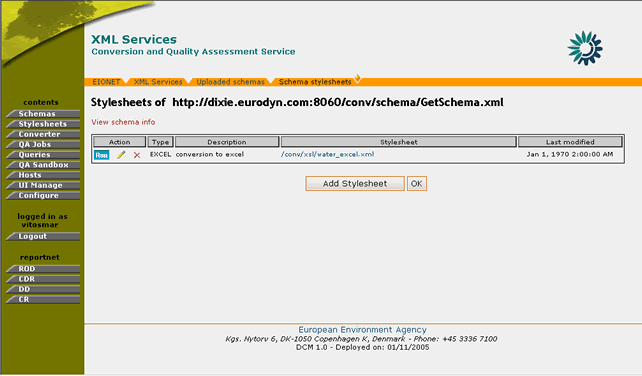 XML Services
Conversion and Quality Assessment Service
EIONET XML Services Uploaded schemas Schema stylesheets
contents
Schemas
Stylesheets
Converter
QA Jobs
Queries
QA Sandbox
Hosts
UI Manage
Configure
logged in as
vitosmar
Logout
reportnet
ROD
CDR
DD
CR
Stylesheets of http://dixie.eurodyn.com:8060/conv/schema/GetSchema.xml
View schema info
Action Type Description Stylesheet Last modified
Run EXCEL conversion to excel /conv/xsl/water_excel.xml Jan 1, 1970 2:00:00 AM
Add Stylesheet OK
European Environment Agency
Kgs. Nytorv 6, DK-1050 Copenhagen K, Denmark - Phone: +45 3336 7100
DCM 1.0 - Deployed on: 01/11/2005